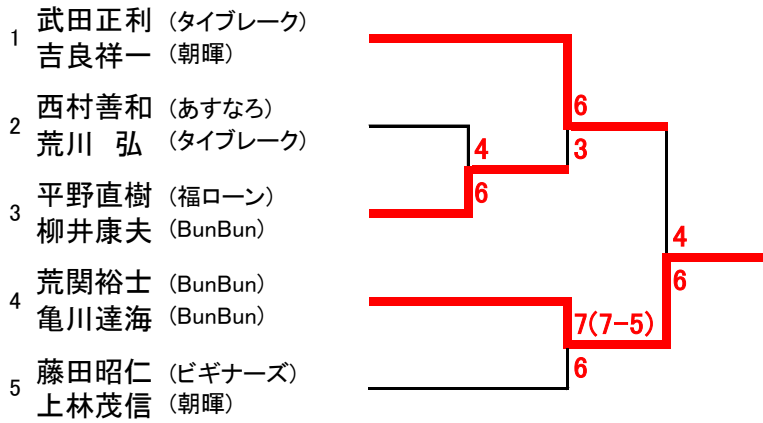 1 武田正利 (タイブレーク)
吉良祥一 (朝暉)
2 西村善和 (あすなろ)
荒川 弘 (タイブレーク)
3 平野直樹 (福ローン)
柳井康夫 (BunBun)
4 荒関裕士 (BunBun)
亀川達海 (BunBun)
5 藤田昭仁 (ビギナーズ)
上林茂信 (朝暉)
4
6
6
3
7(7-5)
6
4
6